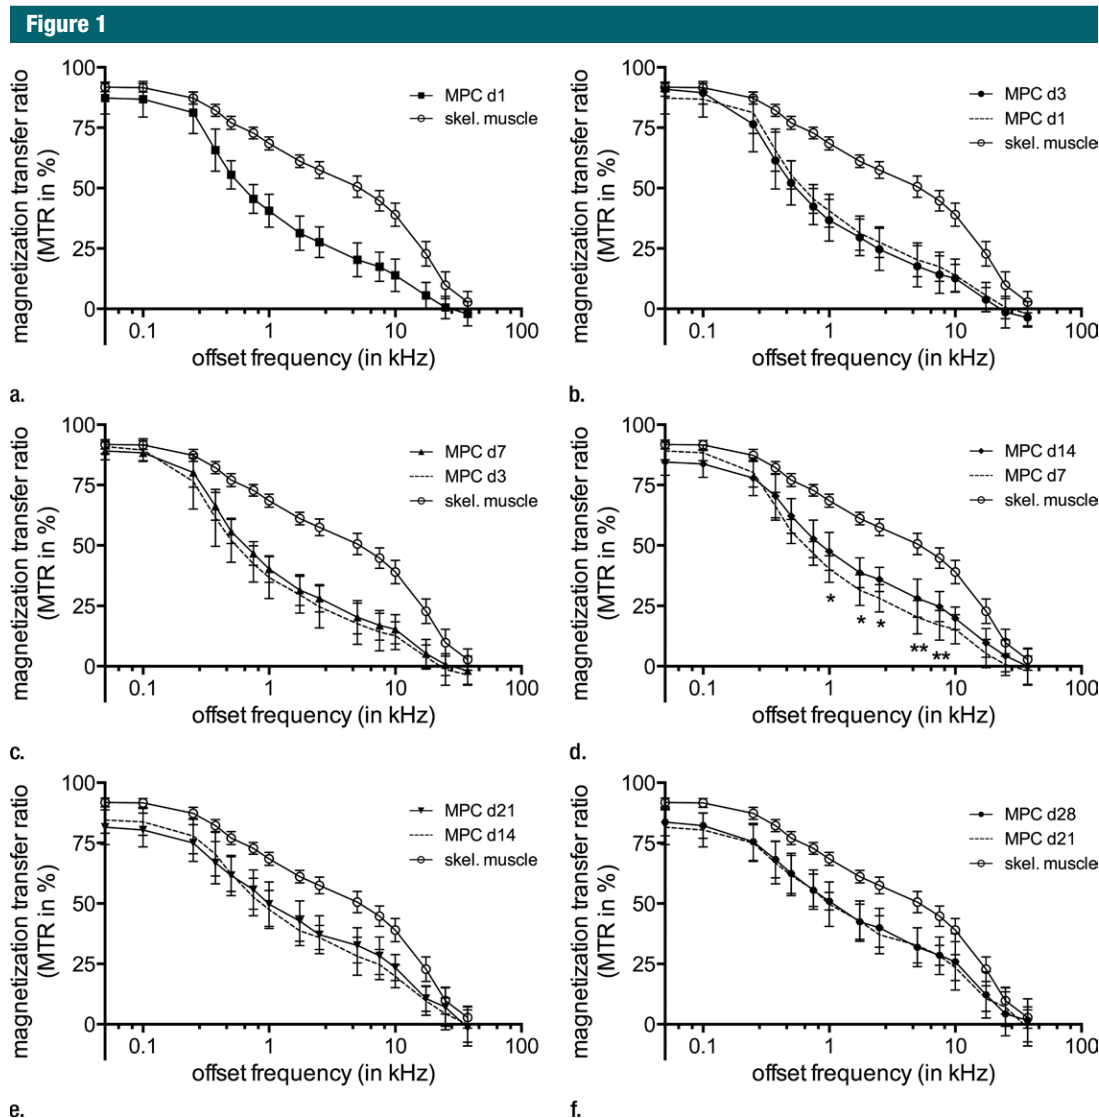 Figure 1
magnetization transfer ratio
(MTR in %)
100
75
50
25
0
0.1
1
10
100
offset frequency (in kHz)
MPC d1
skel. muscle
a.
magnetization transfer ratio
(MTR in %)
100
75
50
25
0
0.1
1
10
100
offset frequency (in kHz)
MPC d3
MPC d1
skel. muscle
b.
magnetization transfer ratio
(MTR in %)
100
75
50
25
0
0.1
1
10
100
offset frequency (in kHz)
MPC d7
MPC d3
skel. muscle
c.
magnetization transfer ratio
(MTR in %)
100
75
50
25
0
0.1
1
10
100
offset frequency (in kHz)
MPC d14
MPC d7
skel. muscle
*
* *
** **
d.
magnetization transfer ratio
(MTR in %)
100
75
50
25
0
0.1
1
10
100
offset frequency (in kHz)
MPC d21
MPC d14
skel. muscle
e.
magnetization transfer ratio
(MTR in %)
100
75
50
25
0
0.1
1
10
100
offset frequency (in kHz)
MPC d28
MPC d21
skel. muscle
f.